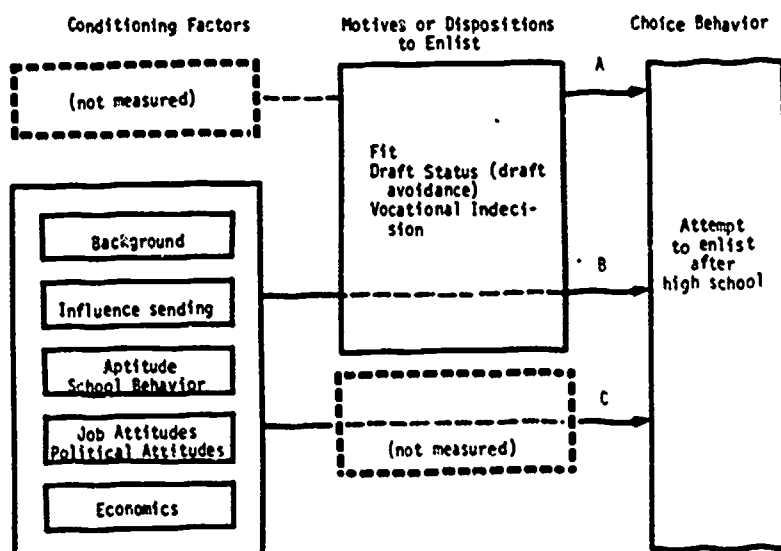 Conditioning Factors
Motives or Dispositions
to Enlist
Choice Behavior
(not measured)
A
Fit
Draft Status (draft
avoidance)
Vocational Indeci-
sion
Background
Influence sending
Aptitude
School Behavior
Job Attitudes
Political Attitudes
Economics
B
Attempt
to enlist
after
high school
C
(not measured)